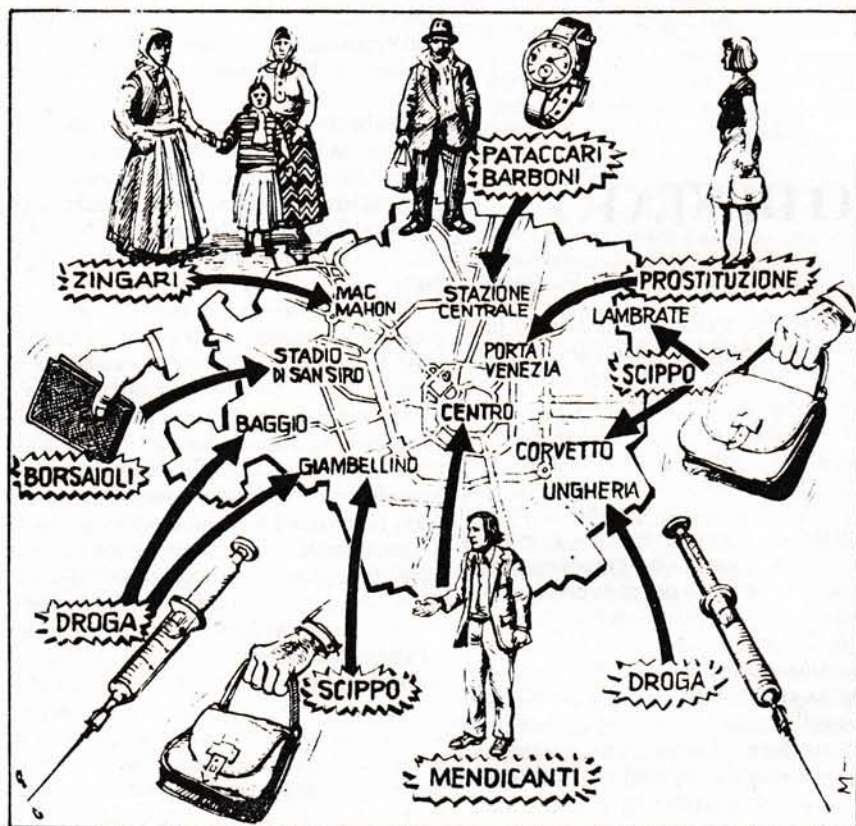 PATACCARI
BARBONI
ZINGARI
PROSTITUZIONE
MAC
MAHON
STAZIONE
CENTRALE
LAMBRATE
STADIO
DI SAN SIRO
PORTA
VENEZIA
SCIPPO
CENTRO
BAGGIO
BORSAIOLI
GIAMBELLINO
CORVETTO
UNGHERIA
DROGA
SCIPPO
DROGA
MENDICANTI
M-